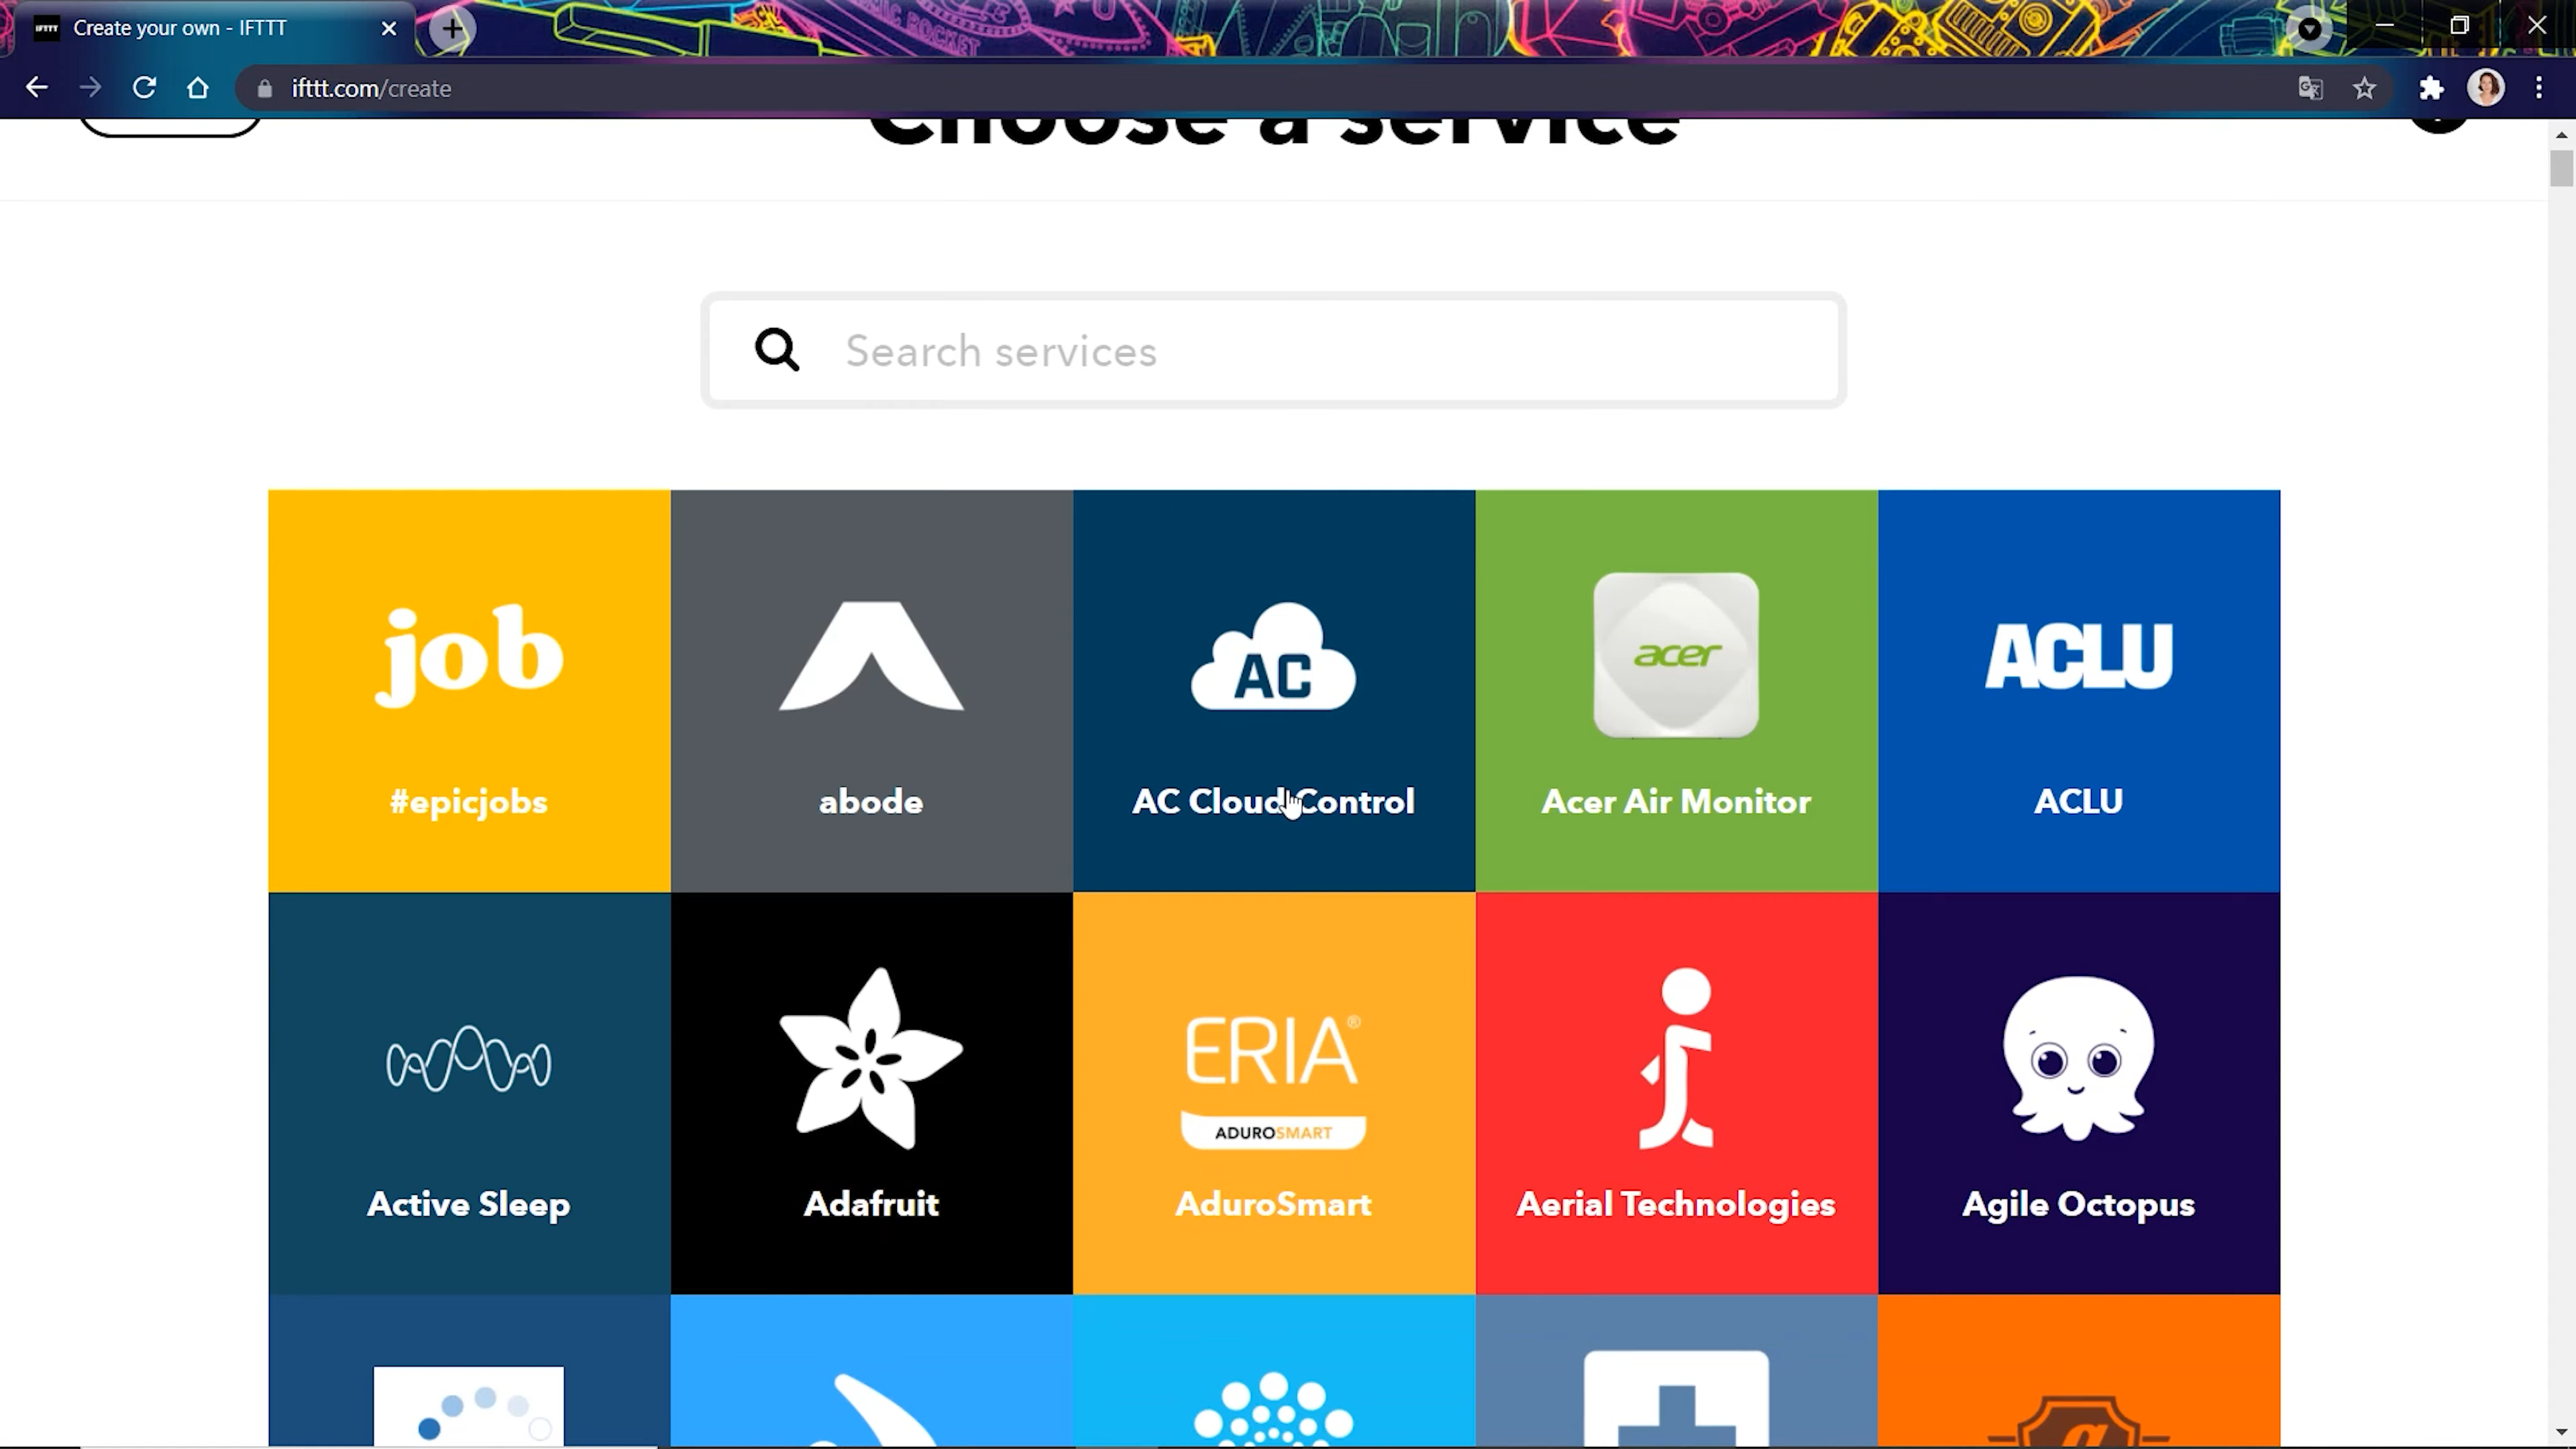 IFTTT Create your own - IFTTT
ifttt.com/create
Choose a service
Search services
job
AC
acer
ACLU
#epicjobs
abode
AC Cloud Control
Acer Air Monitor
ACLU
ERIA®
ADUROSMART
Active Sleep
Adafruit
AduroSmart
Aerial Technologies
Agile Octopus